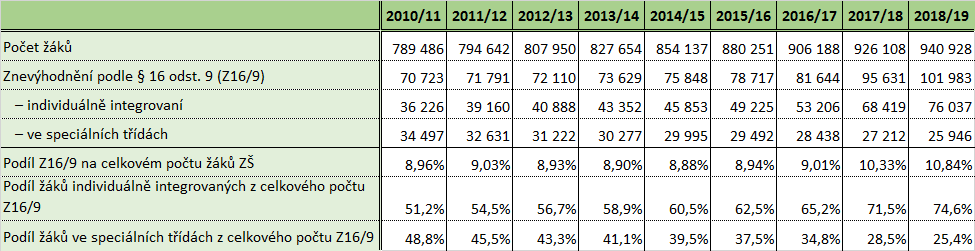 2010/11 2011/12 2012/13 2013/14 2014/15 2015/16 2016/17 2017/18 2018/19
Počet žáků 789 486 794 642 807 950 827 654 854 137 880 251 906 188 926 108 940 928
Znevýhodnění podle § 16 odst. 9 (Z16/9) 70 723 71 791 72 110 73 629 75 848 78 717 81 644 95 631 101 983
– individuálně integrovaní 36 226 39 160 40 888 43 352 45 853 49 225 53 206 68 419 76 037
– ve speciálních třídách 34 497 32 631 31 222 30 277 29 995 29 492 28 438 27 212 25 946
Podíl Z16/9 na celkovém počtu žáků ZŠ 8,96% 9,03% 8,93% 8,90% 8,88% 8,94% 9,01% 10,33% 10,84%
Podíl žáků individuálně integrovaných z celkového počtu
Z16/9 51,2% 54,5% 56,7% 58,9% 60,5% 62,5% 65,2% 71,5% 74,6%
Podíl žáků ve speciálních třídách z celkového počtu Z16/9 48,8% 45,5% 43,3% 41,1% 39,5% 37,5% 34,8% 28,5% 25,4%